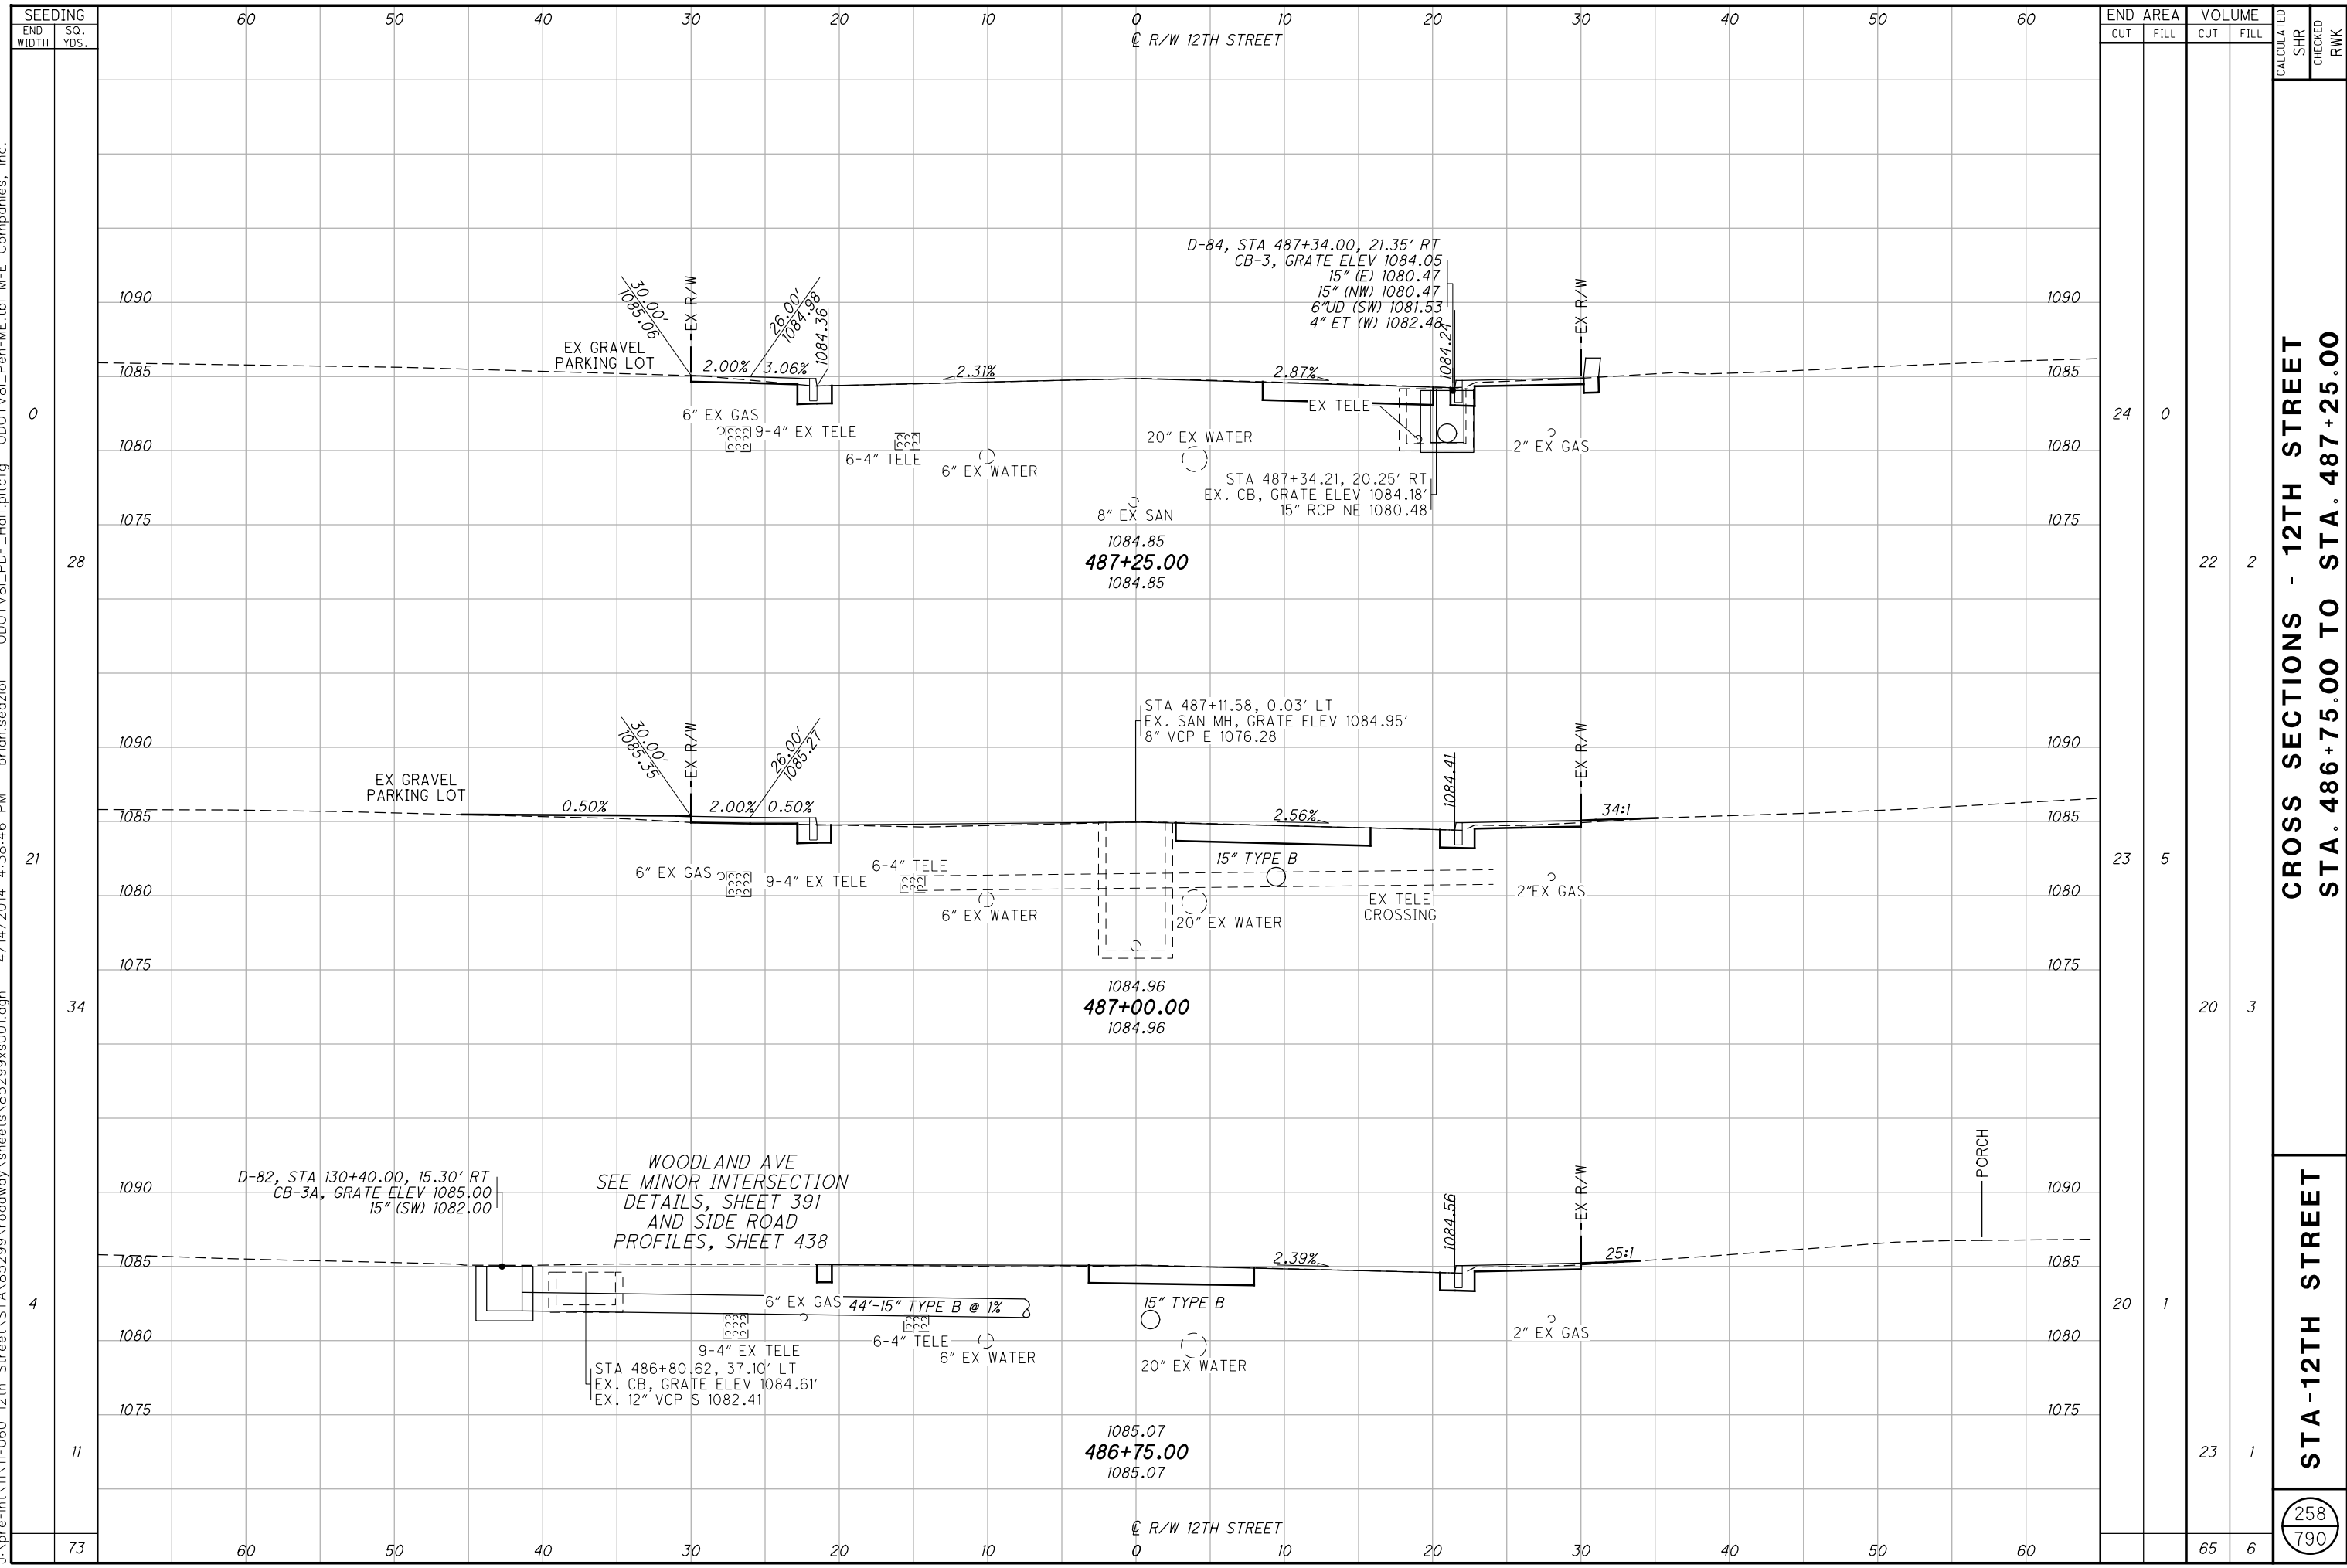 SEEDING
END WIDTH
SQ. YDS.
60 50 40 30 20 10 0 10 20 30 40 50 60
℄ R/W 12TH STREET
END AREA
VOLUME
CUT FILL CUT FILL
CALCULATED
SHR
CHECKED
RWK
D-84, STA 487+34.00, 21.35' RT
CB-3, GRATE ELEV 1084.05
15" (E) 1080.47
15" (NW) 1080.47
6"UD (SW) 1081.53
4" ET (W) 1082.48
1090
30.00'
1085.06
EX R/W
26.00'
1084.98
1084.36
1084.24
EX R/W
1090
EX GRAVEL
PARKING LOT
1085
2.00% 3.06%
2.31%
2.87%
1085
0
6" EX GAS
9-4" EX TELE
6-4" TELE
6" EX WATER
20" EX WATER
EX TELE
2" EX GAS
24 0
1080
1080
STA 487+34.21, 20.25' RT
EX. CB, GRATE ELEV 1084.18'
15" RCP NE 1080.48
8" EX SAN
1075
1075
1084.85
487+25.00
1084.85
28
22 2
STA 487+11.58, 0.03' LT
EX. SAN MH, GRATE ELEV 1084.95'
8" VCP E 1076.28
1090
30.00'
1085.35
EX R/W
26.00'
1085.27
1084.41
EX R/W
1090
EX GRAVEL
PARKING LOT
1085
0.50%
2.00% 0.50%
2.56%
34:1
1085
21
6" EX GAS
9-4" EX TELE
6-4" TELE
6" EX WATER
15" TYPE B
20" EX WATER
EX TELE
CROSSING
2"EX GAS
23 5
1080
1080
1075
1075
1084.96
487+00.00
1084.96
34
20 3
D-82, STA 130+40.00, 15.30' RT
CB-3A, GRATE ELEV 1085.00
15" (SW) 1082.00
WOODLAND AVE
SEE MINOR INTERSECTION
DETAILS, SHEET 391
AND SIDE ROAD
PROFILES, SHEET 438
1090
1084.56
EX R/W
PORCH
1090
1085
2.39%
25:1
1085
4
6" EX GAS
44'-15" TYPE B @ 1%
15" TYPE B
20 1
1080
9-4" EX TELE
6-4" TELE
6" EX WATER
20" EX WATER
2" EX GAS
1080
STA 486+80.62, 37.10' LT
EX. CB, GRATE ELEV 1084.61'
EX. 12" VCP S 1082.41
1075
1075
1085.07
486+75.00
1085.07
11
23 1
℄ R/W 12TH STREET
73
60 50 40 30 20 10 0 10 20 30 40 50 60
65 6
CROSS SECTIONS - 12TH STREET
STA. 486+75.00 TO STA. 487+25.00
STA-12TH STREET
258
790
4/14/2014 4:38:46 PM